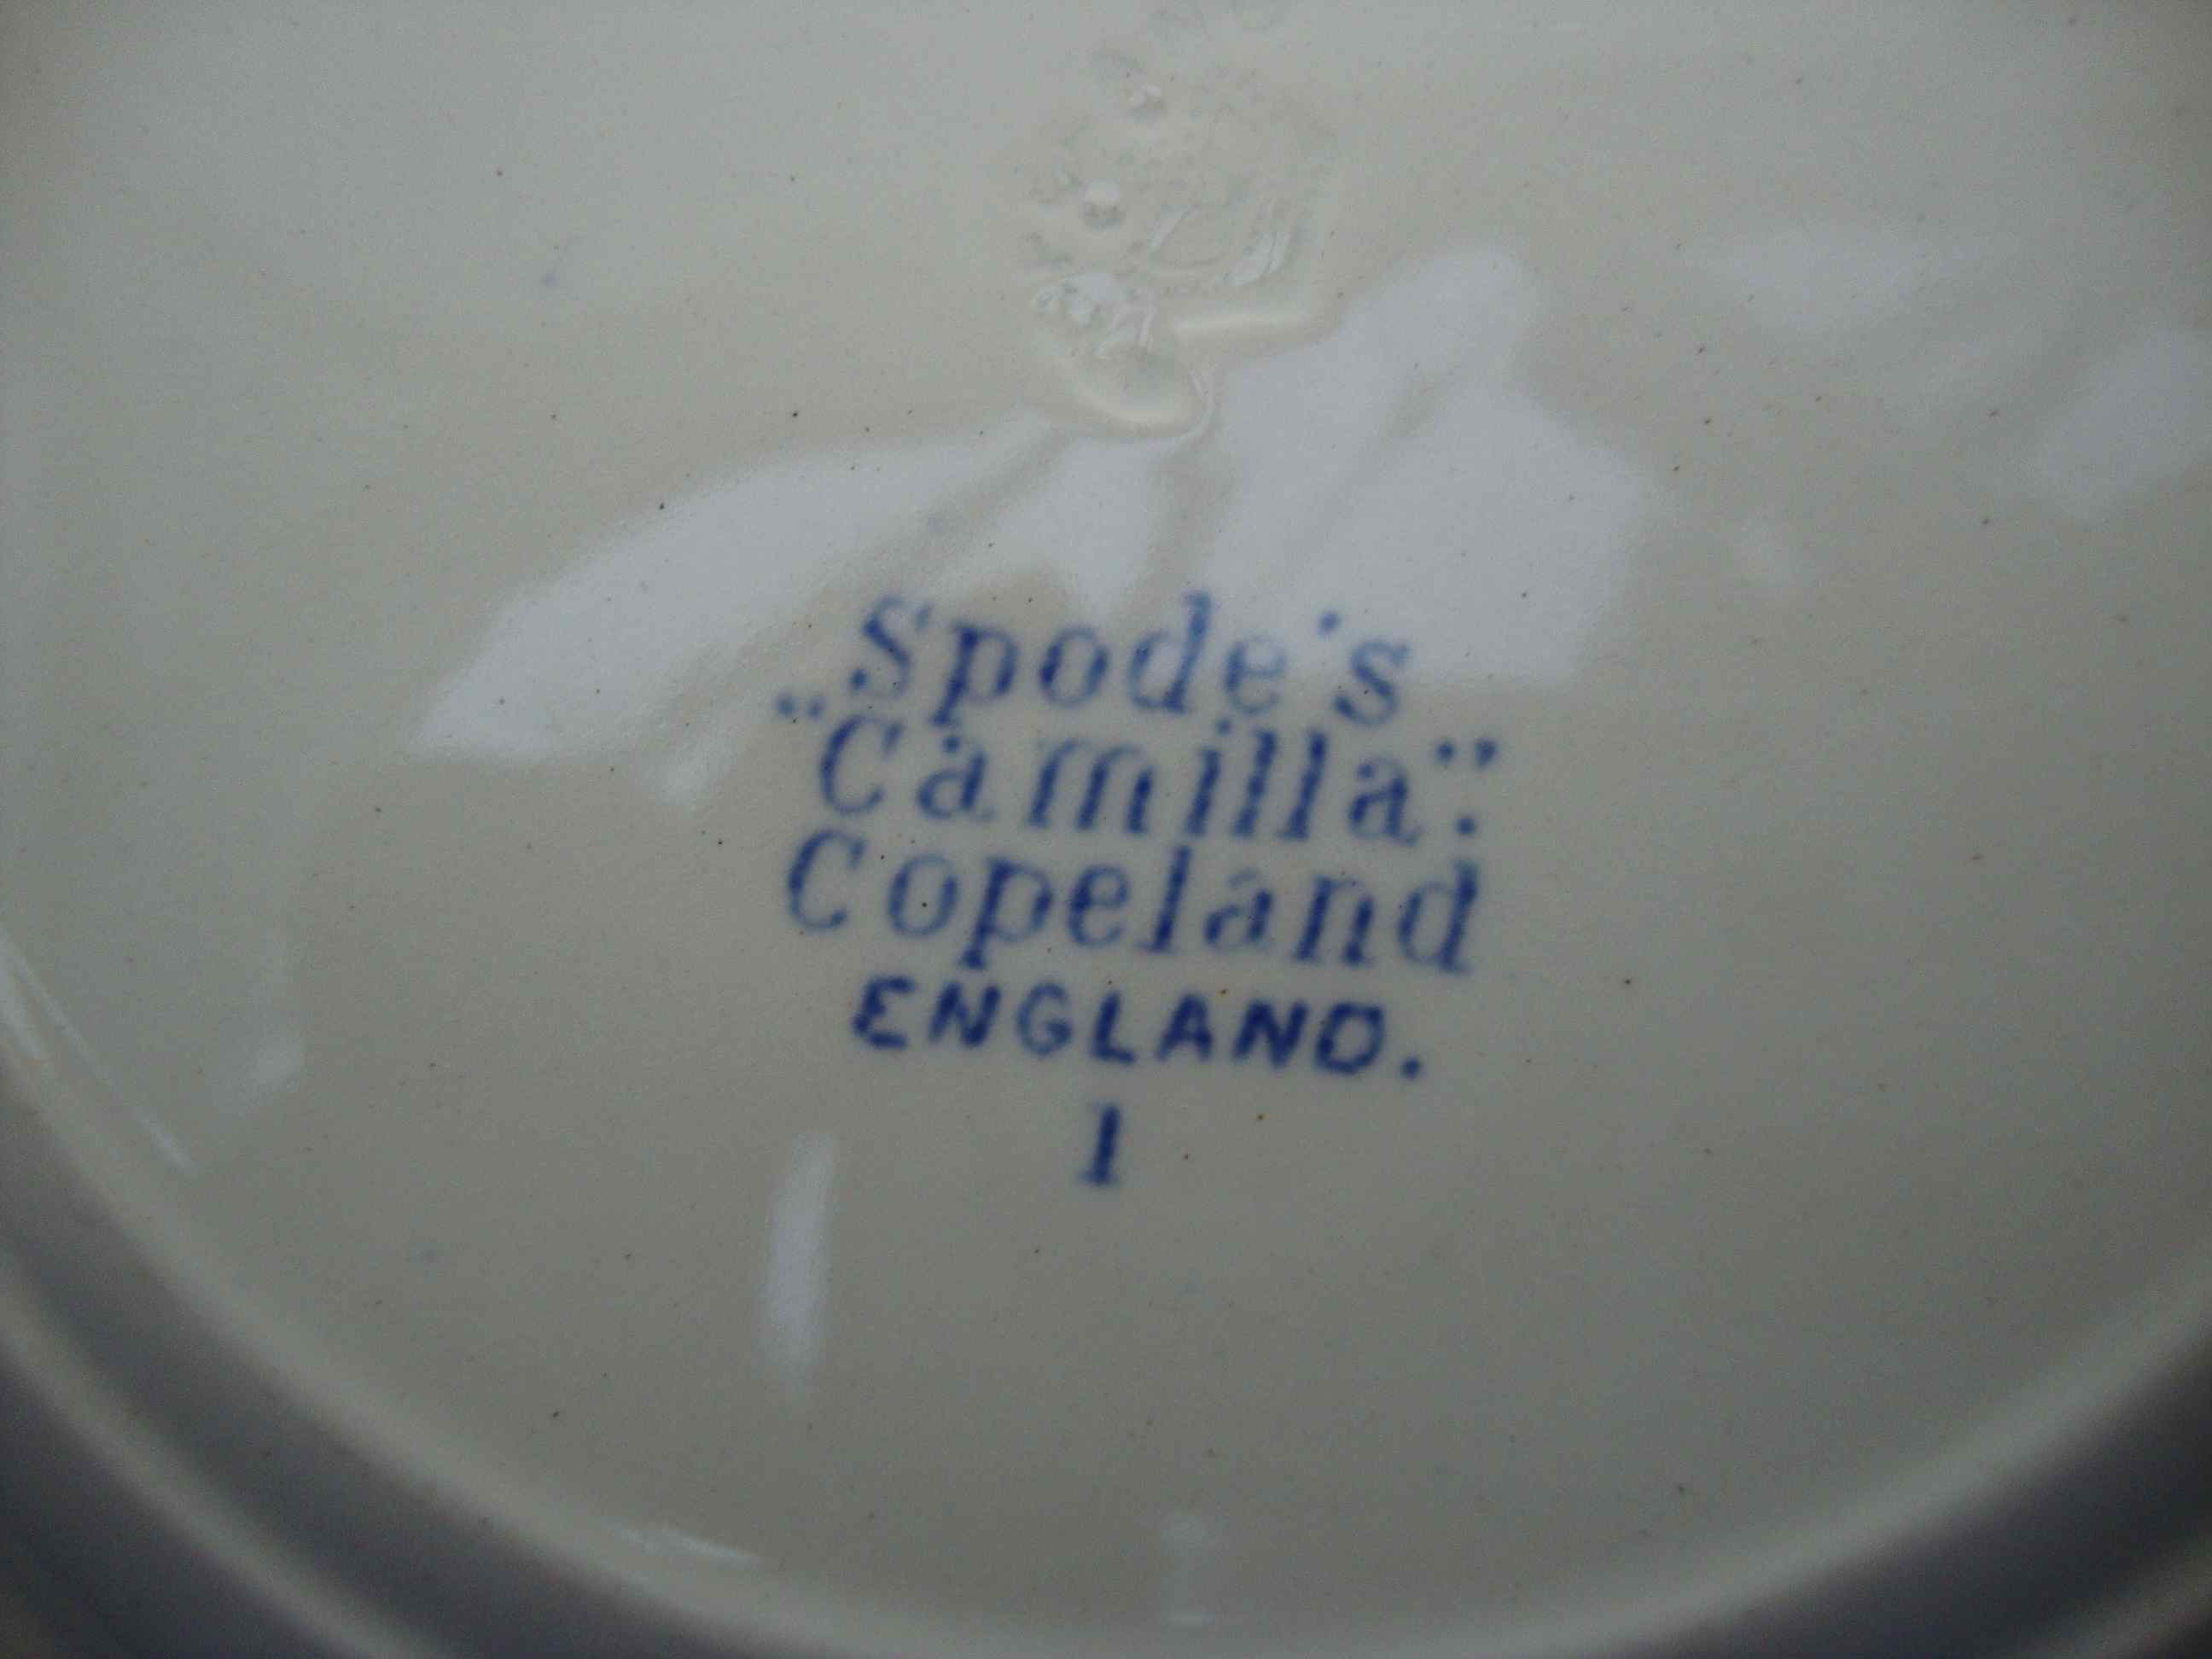 Spode's
„Camilla”.
Copeland
ENGLAND.
1